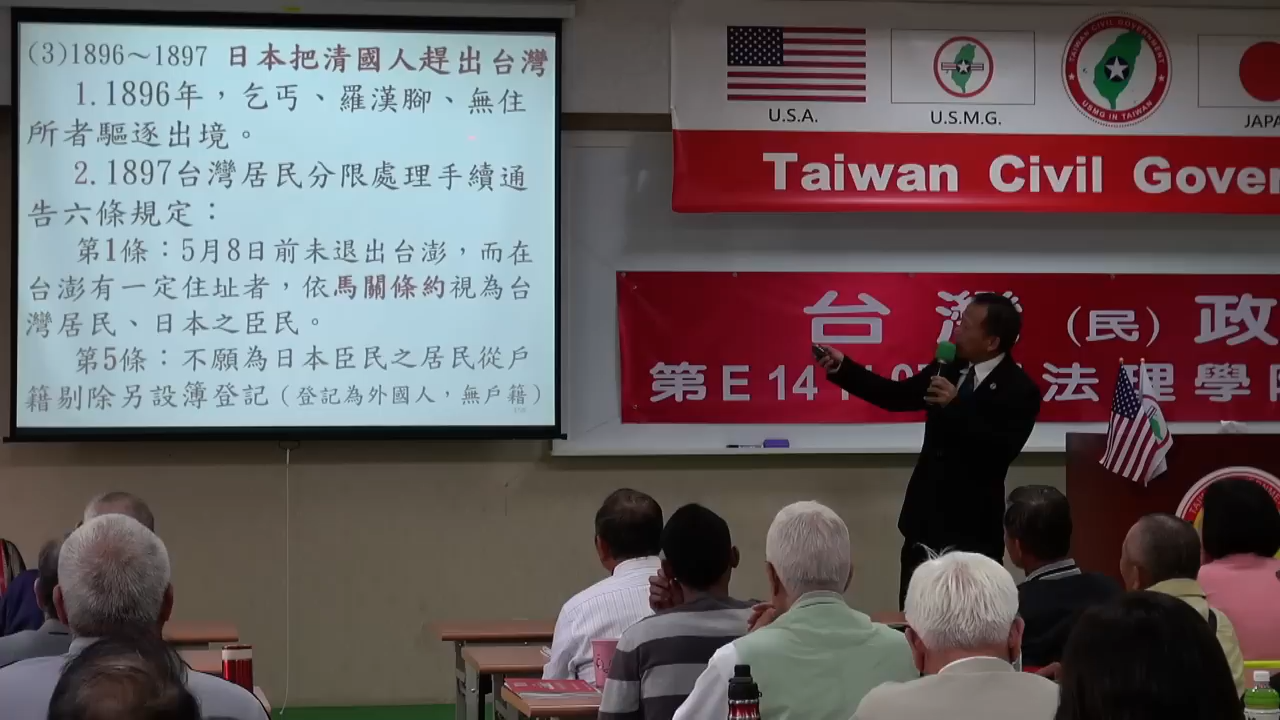 (3)1896～1897 日本把清國人趕出台灣
1.1896年，乞丐、羅漢腳、無住
所者驅逐出境。
2.1897台灣居民分限處理手續通
告六條規定：
第1條：5月8日前未退出台澎，而在
台澎有一定住址者，依馬關條約視為台
灣居民、日本之臣民。
第5條：不願為日本臣民之居民從戶
籍剔除另設簿登記（登記為外國人，無戶籍）
U.S.A.
U.S.M.G.
TAIWAN CIVIL GOVERNMENT
USMG IN TAIWAN
JAPA
Taiwan Civil Gover
台灣（民）政
第E14
法理學